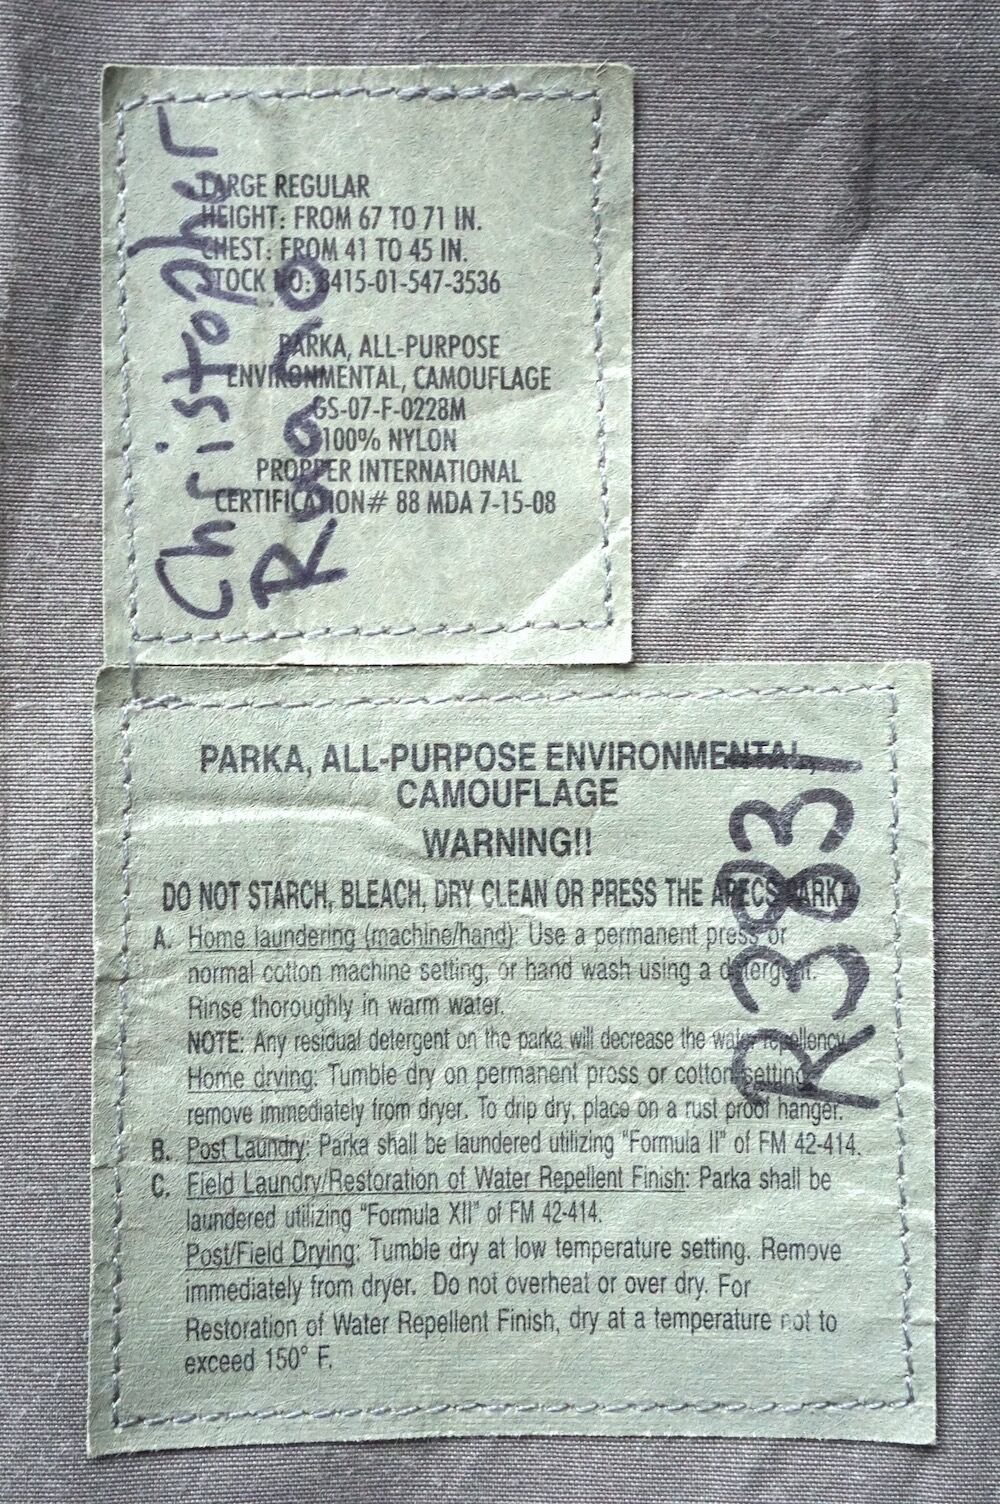 LARGE REGULAR
HEIGHT: FROM 67 TO 71 IN.
CHEST: FROM 41 TO 45 IN.
STOCK NO: 8415-01-547-3536
PARKA, ALL-PURPOSE
ENVIRONMENTAL, CAMOUFLAGE
GS-07-F-0228M
100% NYLON
PROPPER INTERNATIONAL
CERTIFICATION# 88 MDA 7-15-08
Christopher
PARKA, ALL-PURPOSE ENVIRONMENTAL,
CAMOUFLAGE
WARNING!!
DO NOT STARCH, BLEACH, DRY CLEAN OR PRESS THE APECS PARKA
A. Home laundering (machine/hand): Use a permanent press or
normal cotton machine setting, or hand wash using a detergent.
Rinse thoroughly in warm water.
NOTE: Any residual detergent on the parka will decrease the water repellency.
Home drying: Tumble dry on permanent press or cotton setting
remove immediately from dryer. To drip dry, place on a rust proof hanger.
B. Post Laundry: Parka shall be laundered utilizing "Formula II" of FM 42-414.
C. Field Laundry/Restoration of Water Repellent Finish: Parka shall be
laundered utilizing "Formula XII" of FM 42-414.
Post/Field Drying: Tumble dry at low temperature setting. Remove
immediately from dryer. Do not overheat or over dry. For
Restoration of Water Repellent Finish, dry at a temperature not to
exceed 150° F.
R3831